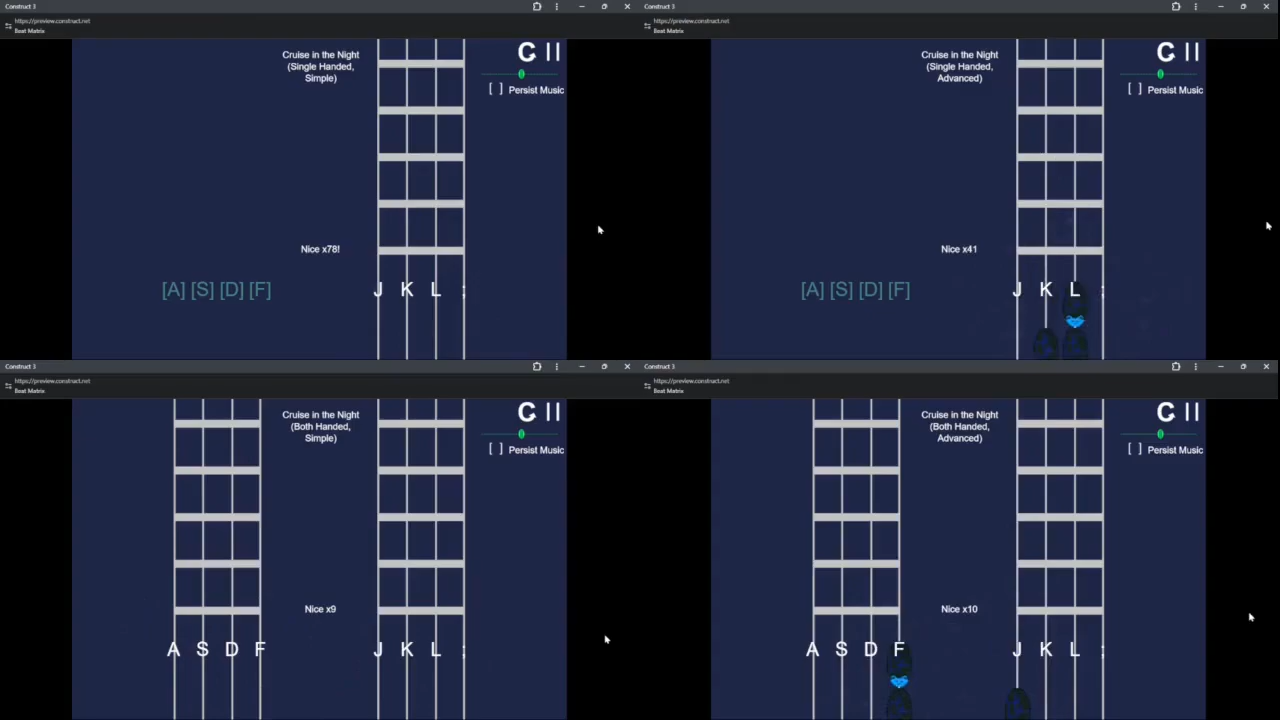 Construct 3
https://preview.construct.net
Beat Matrix
Cruise in the Night
(Single Handed,
Simple)
[ ] Persist Music
Nice x78!
[A] [S] [D] [F]
J K L ;
Construct 3
https://preview.construct.net
Beat Matrix
Cruise in the Night
(Single Handed,
Advanced)
[ ] Persist Music
Nice x41
[A] [S] [D] [F]
J K L ;
Construct 3
https://preview.construct.net
Beat Matrix
Cruise in the Night
(Both Handed,
Simple)
[ ] Persist Music
Nice x9
A S D F
J K L ;
Construct 3
https://preview.construct.net
Beat Matrix
Cruise in the Night
(Both Handed,
Advanced)
[ ] Persist Music
Nice x10
A S D F
J K L ;